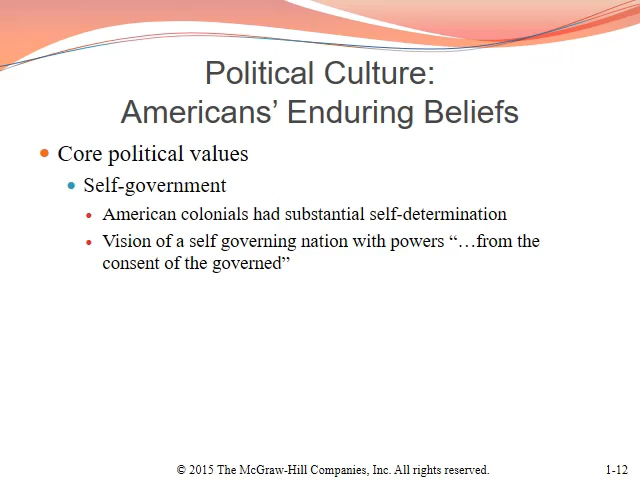 Political Culture:
Americans’ Enduring Beliefs
• Core political values
• Self-government
• American colonials had substantial self-determination
• Vision of a self governing nation with powers “…from the
consent of the governed”
© 2015 The McGraw-Hill Companies, Inc. All rights reserved.
1-12